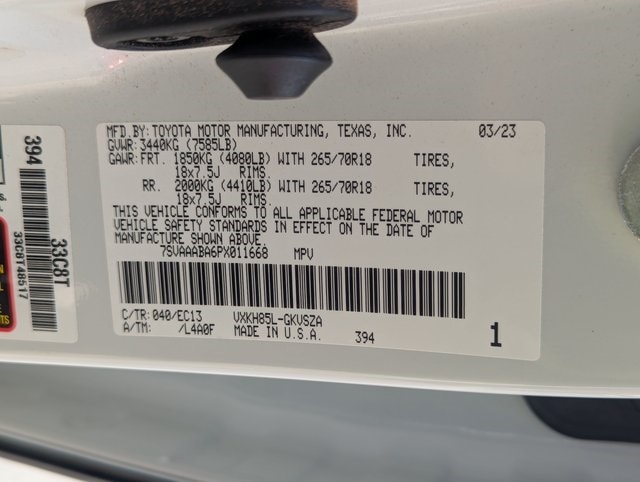 MFD.BY: TOYOTA MOTOR MANUFACTURING, TEXAS, INC. 03/23
GVWR: 3440KG (7585LB)
GAWR: FRT. 1850KG (4080LB) WITH 265/70R18 TIRES,
18x7.5J RIMS.
RR. 2000KG (4410LB) WITH 265/70R18 TIRES,
18x7.5J RIMS.
THIS VEHICLE CONFORMS TO ALL APPLICABLE FEDERAL MOTOR
VEHICLE SAFETY STANDARDS IN EFFECT ON THE DATE OF
MANUFACTURE SHOWN ABOVE.
7SVAAABA6PX011668 MPV
C/TR: 040/EC13 VXKH85L-GKVSZA
A/TM: /L4A0F MADE IN U.S.A. 394 1
394
33C8T
33C8T48517